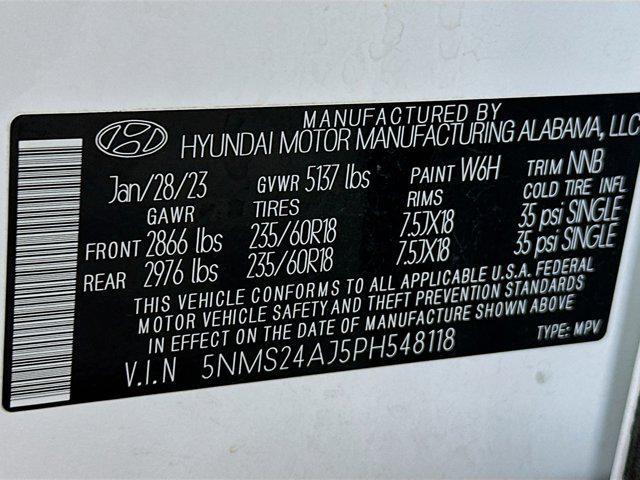 MANUFACTURED BY
HYUNDAI MOTOR MANUFACTURING ALABAMA, LLC
Jan/28/23 GVWR 5137 lbs PAINT W6H TRIM NNB
GAWR TIRES RIMS COLD TIRE INFL
FRONT 2866 lbs 235/60R18 7.5JX18 35 psi SINGLE
REAR 2976 lbs 235/60R18 7.5JX18 35 psi SINGLE
THIS VEHICLE CONFORMS TO ALL APPLICABLE U.S.A. FEDERAL
MOTOR VEHICLE SAFETY AND THEFT PREVENTION STANDARDS
IN EFFECT ON THE DATE OF MANUFACTURE SHOWN ABOVE
V.I.N 5NMS24AJ5PH548118 TYPE: MPV